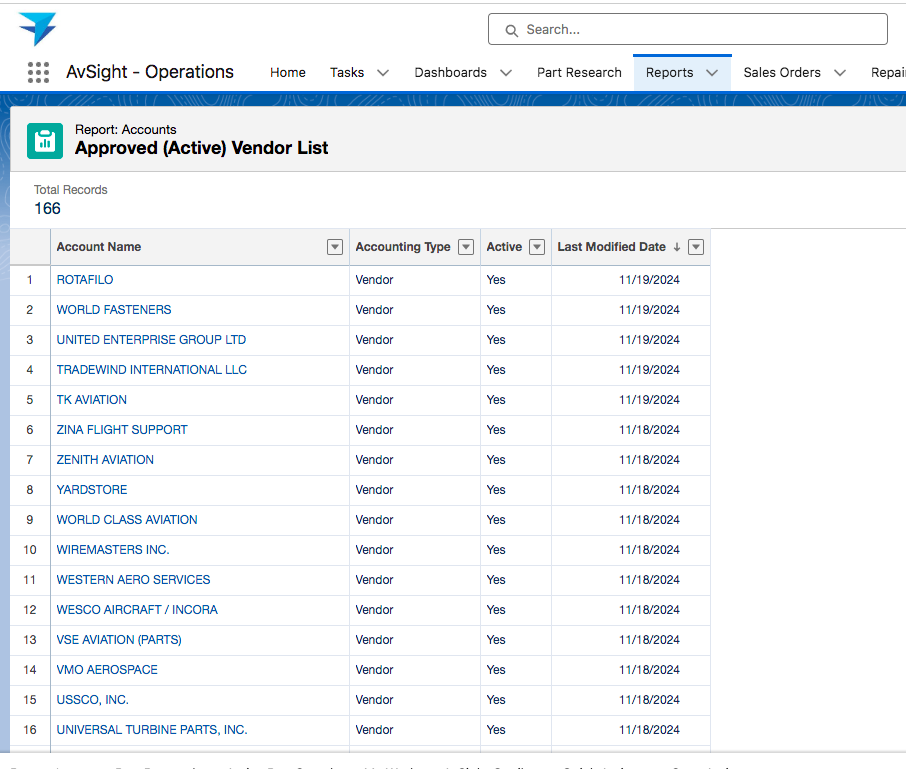 Search...
AvSight - Operations Home Tasks Dashboards Part Research Reports Sales Orders Repai
Report: Accounts
Approved (Active) Vendor List
Total Records
166
Account Name Accounting Type Active Last Modified Date ↓
1 ROTAFILO Vendor Yes 11/19/2024
2 WORLD FASTENERS Vendor Yes 11/19/2024
3 UNITED ENTERPRISE GROUP LTD Vendor Yes 11/19/2024
4 TRADEWIND INTERNATIONAL LLC Vendor Yes 11/19/2024
5 TK AVIATION Vendor Yes 11/19/2024
6 ZINA FLIGHT SUPPORT Vendor Yes 11/18/2024
7 ZENITH AVIATION Vendor Yes 11/18/2024
8 YARDSTORE Vendor Yes 11/18/2024
9 WORLD CLASS AVIATION Vendor Yes 11/18/2024
10 WIREMASTERS INC. Vendor Yes 11/18/2024
11 WESTERN AERO SERVICES Vendor Yes 11/18/2024
12 WESCO AIRCRAFT / INCORA Vendor Yes 11/18/2024
13 VSE AVIATION (PARTS) Vendor Yes 11/18/2024
14 VMO AEROSPACE Vendor Yes 11/18/2024
15 USSCO, INC. Vendor Yes 11/18/2024
16 UNIVERSAL TURBINE PARTS, INC. Vendor Yes 11/18/2024